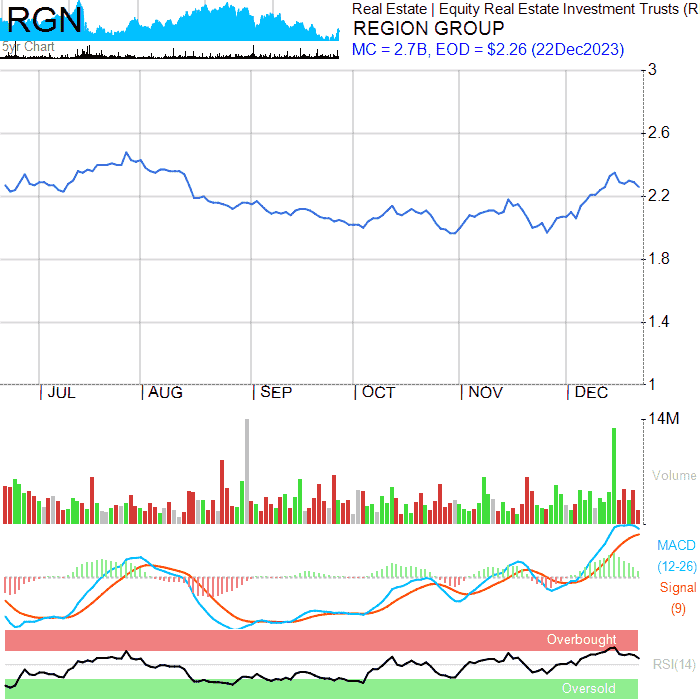 RGN
5yr Chart
Real Estate | Equity Real Estate Investment Trusts (R
REGION GROUP
MC = 2.7B, EOD = $2.26 (22Dec2023)
3
2.6
2.2
1.8
1.4
1
| JUL | AUG | SEP | OCT | NOV | DEC
14M
Volume
MACD
(12-26)
Signal
(9)
Overbought
RSI(14)
Oversold